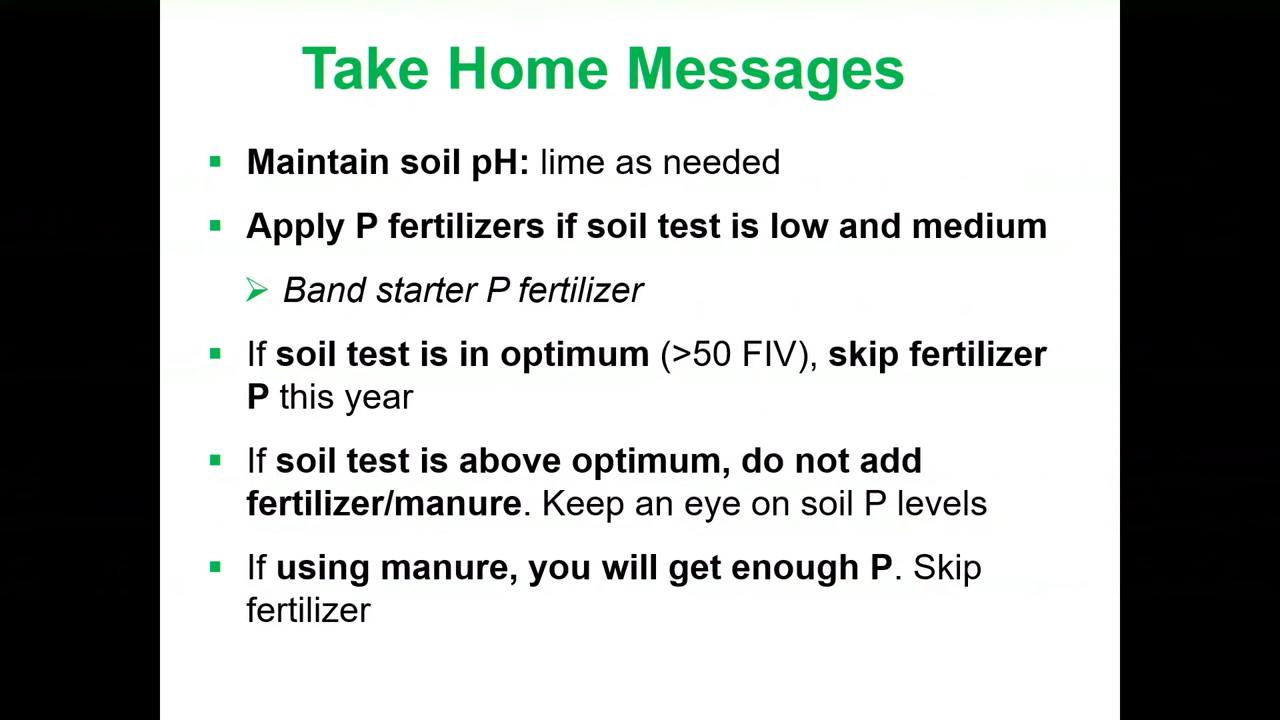 Take Home Messages
Maintain soil pH: lime as needed
Apply P fertilizers if soil test is low and medium
Band starter P fertilizer
If soil test is in optimum (>50 FIV), skip fertilizer
P this year
If soil test is above optimum, do not add
fertilizer/manure. Keep an eye on soil P levels
If using manure, you will get enough P. Skip
fertilizer